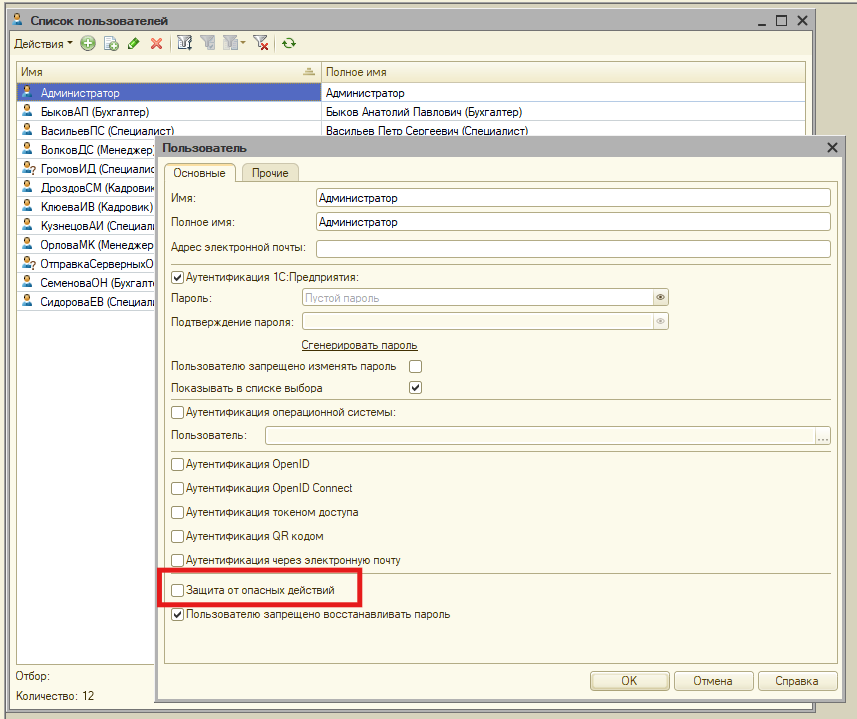 Список пользователей
Действия
Имя Полное имя
Администратор Администратор
БыковАП (Бухгалтер) Быков Анатолий Павлович (Бухгалтер)
ВасильевПС (Специалист) Васильев Петр Сергеевич (Специалист)
ВолковДС (Менеджер)
ГромовИД (Специалис
ДроздовСМ (Кадровик
КлюеваИВ (Кадровик)
КузнецовАИ (Специал
ОрловаМК (Менеджер
ОтправкаСерверныхО
СеменоваОН (Бухгалт
СидороваЕВ (Специал
Отбор:
Количество: 12
Пользователь
Основные Прочие
Имя: Администратор
Полное имя: Администратор
Адрес электронной почты:
Аутентификация 1С:Предприятия:
Пароль: Пустой пароль
Подтверждение пароля:
Сгенерировать пароль
Пользователю запрещено изменять пароль
Показывать в списке выбора
Аутентификация операционной системы:
Пользователь: ...
Аутентификация OpenID
Аутентификация OpenID Connect
Аутентификация токеном доступа
Аутентификация QR кодом
Аутентификация через электронную почту
Защита от опасных действий
Пользователю запрещено восстанавливать пароль
OK Отмена Справка